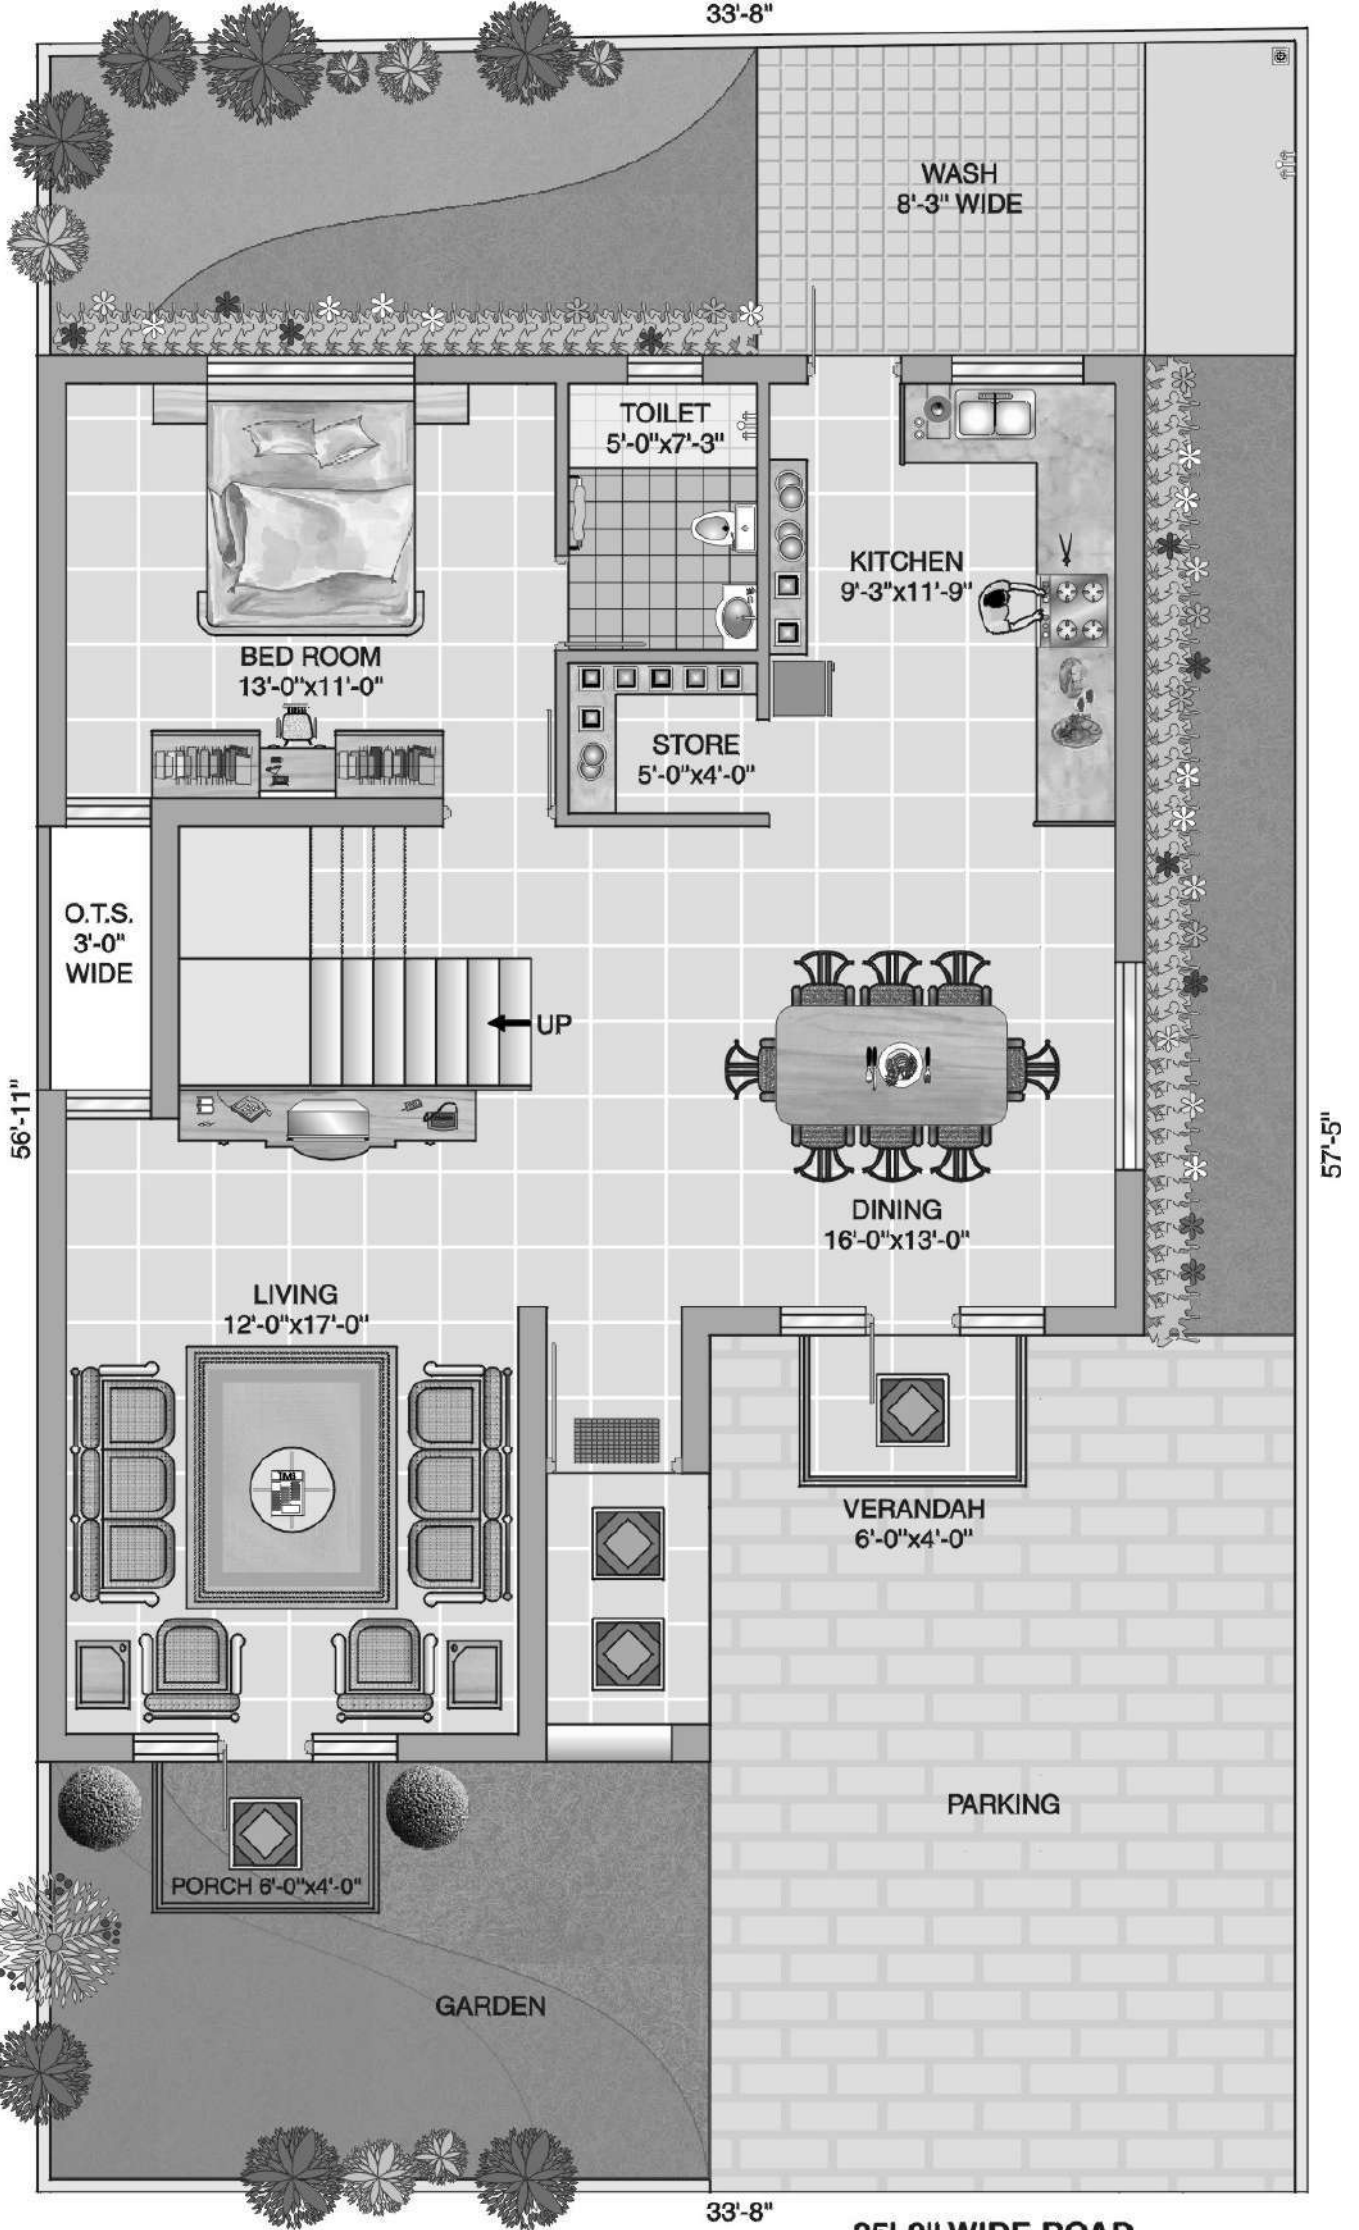 33'-8"
WASH
8'-3" WIDE
TOILET
5'-0"x7'-3"
KITCHEN
9'-3"x11'-9"
BED ROOM
13'-0"x11'-0"
STORE
5'-0"x4'-0"
O.T.S.
3'-0"
WIDE
UP
56'-11"
57'-5"
DINING
16'-0"x13'-0"
LIVING
12'-0"x17'-0"
VERANDAH
6'-0"x4'-0"
PARKING
PORCH 6'-0"x4'-0"
GARDEN
33'-8"
WIDE ROAD